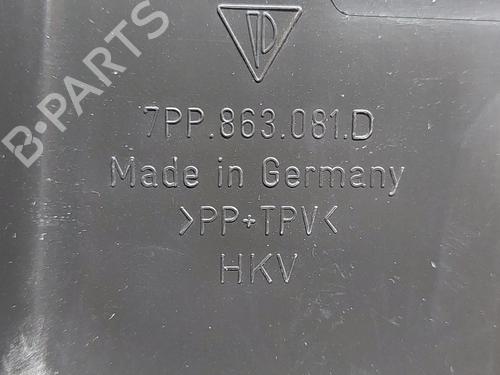 B-PARTS
7PP.863.081.D
Made in Germany
>PP+TPV<
HKV